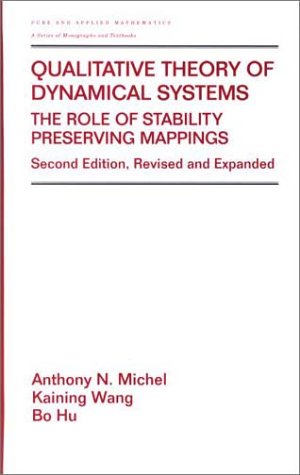 PURE AND APPLIED MATHEMATICS
A Series of Monographs and Textbooks
QUALITATIVE THEORY OF
DYNAMICAL SYSTEMS
THE ROLE OF STABILITY
PRESERVING MAPPINGS
Second Edition, Revised and Expanded
Anthony N. Michel
Kaining Wang
Bo Hu